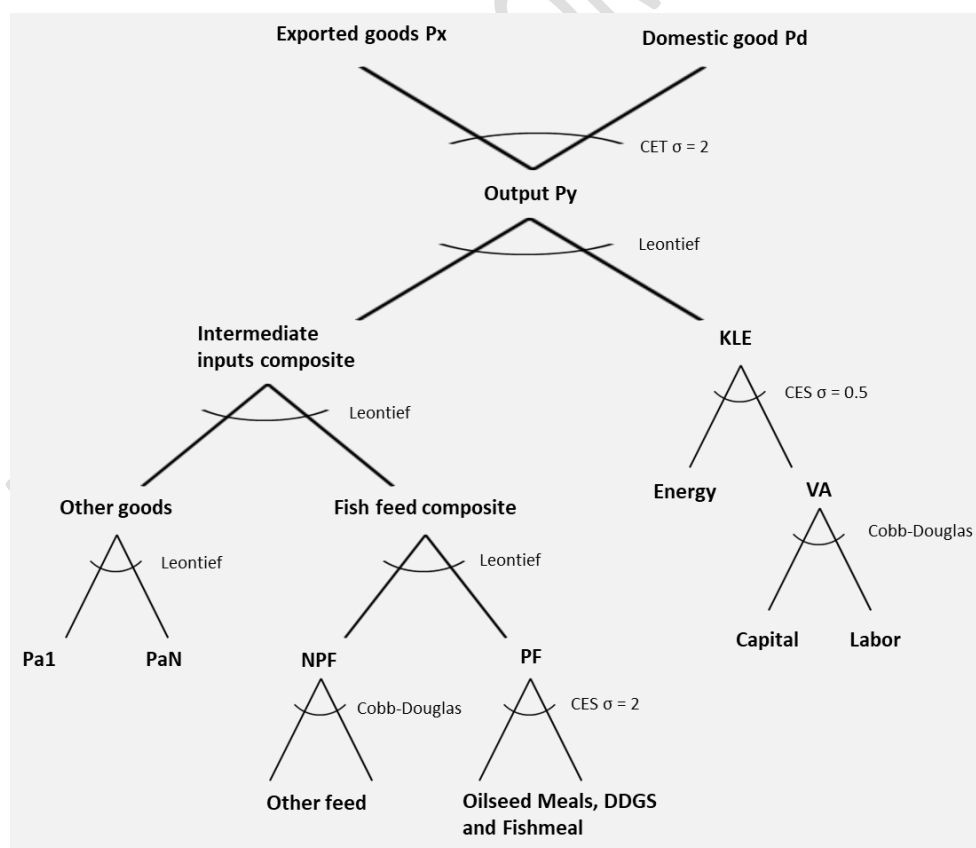 Exported goods Px
Domestic good Pd
CET σ = 2
Output Py
Leontief
Intermediate
inputs composite
KLE
Leontief
CES σ = 0.5
Energy
VA
Other goods
Fish feed composite
Cobb-Douglas
Leontief
Leontief
Capital
Labor
Pa1
PaN
NPF
PF
Cobb-Douglas
CES σ = 2
Other feed
Oilseed Meals, DDGS
and Fishmeal